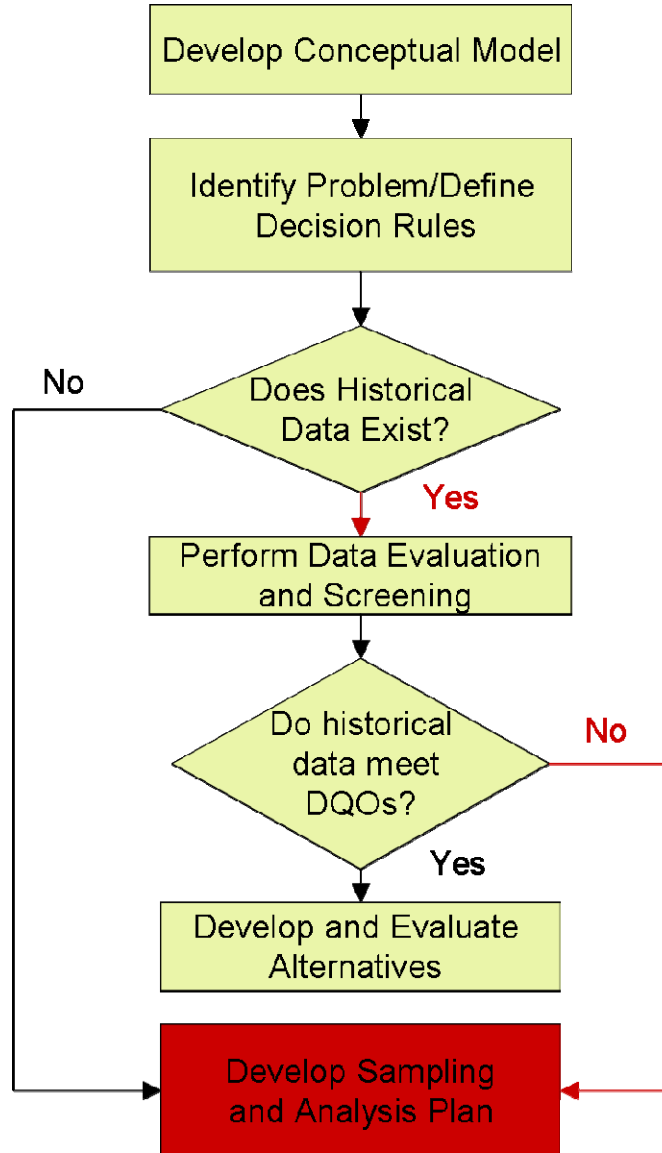 Develop Conceptual Model
Identify Problem/Define
Decision Rules
No
Does Historical
Data Exist?
Yes
Perform Data Evaluation
and Screening
Do historical
data meet
DQOs?
No
Yes
Develop and Evaluate
Alternatives
Develop Sampling
and Analysis Plan